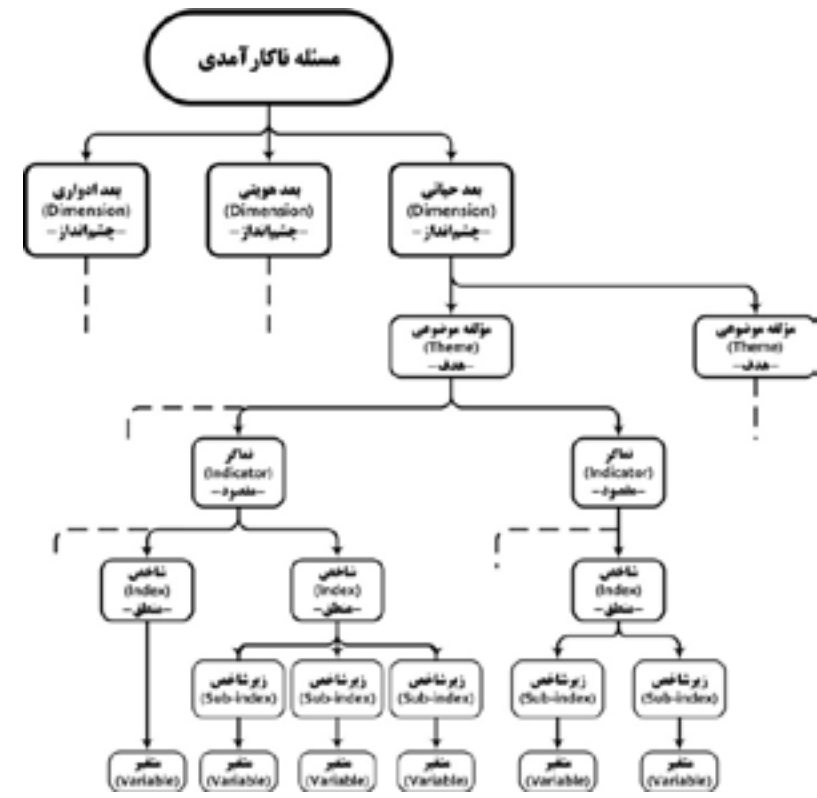 مسئله ناکارآمدی
بعد ادواری
(Dimension)
-چشم‌انداز-
بعد هویتی
(Dimension)
-چشم‌انداز-
بعد حیاتی
(Dimension)
-چشم‌انداز-
مؤلفه موضوعی
(Theme)
-هدف-
مؤلفه موضوعی
(Theme)
-هدف-
نماگر
(Indicator)
-مقصود-
نماگر
(Indicator)
-مقصود-
شاخص
(Index)
-منطق-
شاخص
(Index)
-منطق-
شاخص
(Index)
-منطق-
زیرشاخص
(Sub-index)
زیرشاخص
(Sub-index)
زیرشاخص
(Sub-index)
زیرشاخص
(Sub-index)
زیرشاخص
(Sub-index)
متغیر
(Variable)
متغیر
(Variable)
متغیر
(Variable)
متغیر
(Variable)
متغیر
(Variable)
متغیر
(Variable)